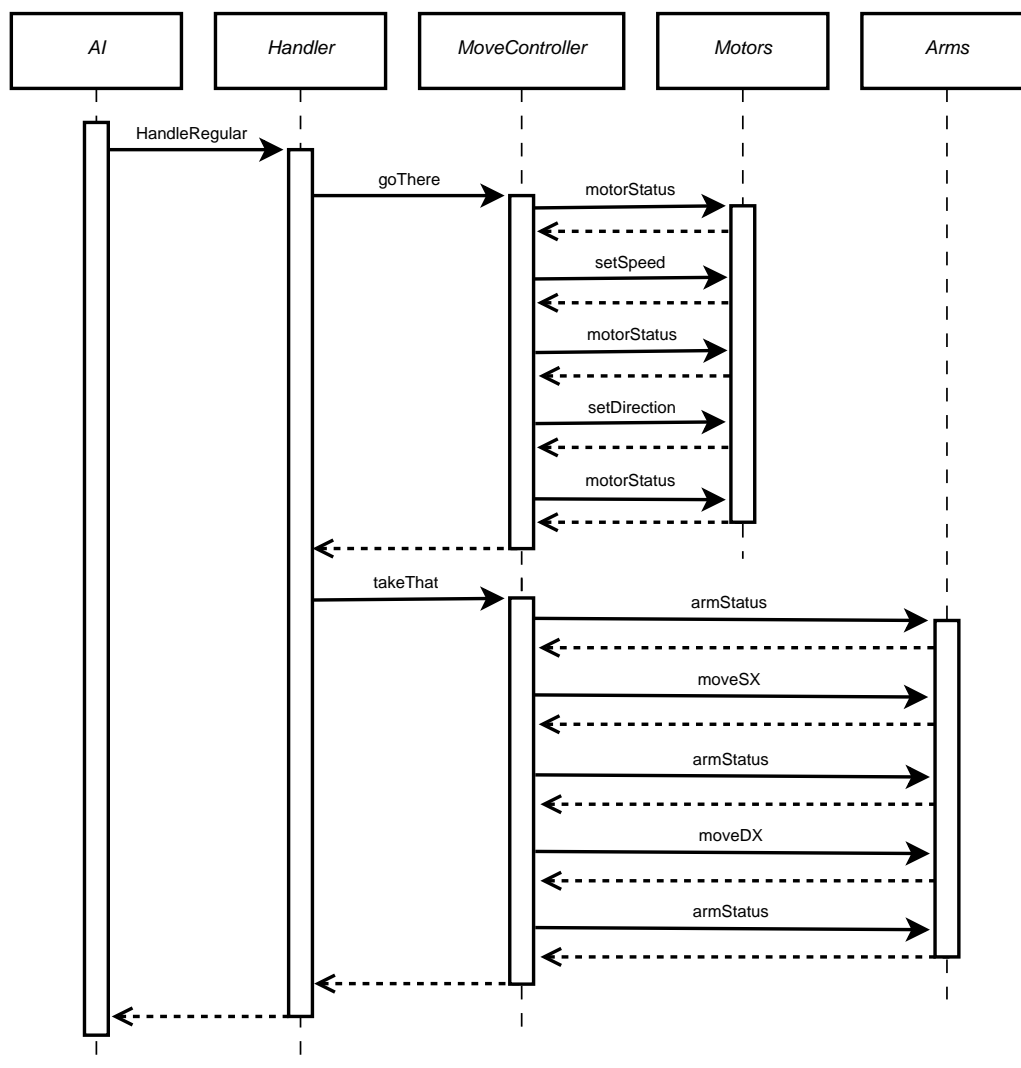 AI
Handler
MoveController
Motors
Arms
HandleRegular
goThere
motorStatus
setSpeed
motorStatus
setDirection
motorStatus
takeThat
armStatus
moveSX
armStatus
moveDX
armStatus